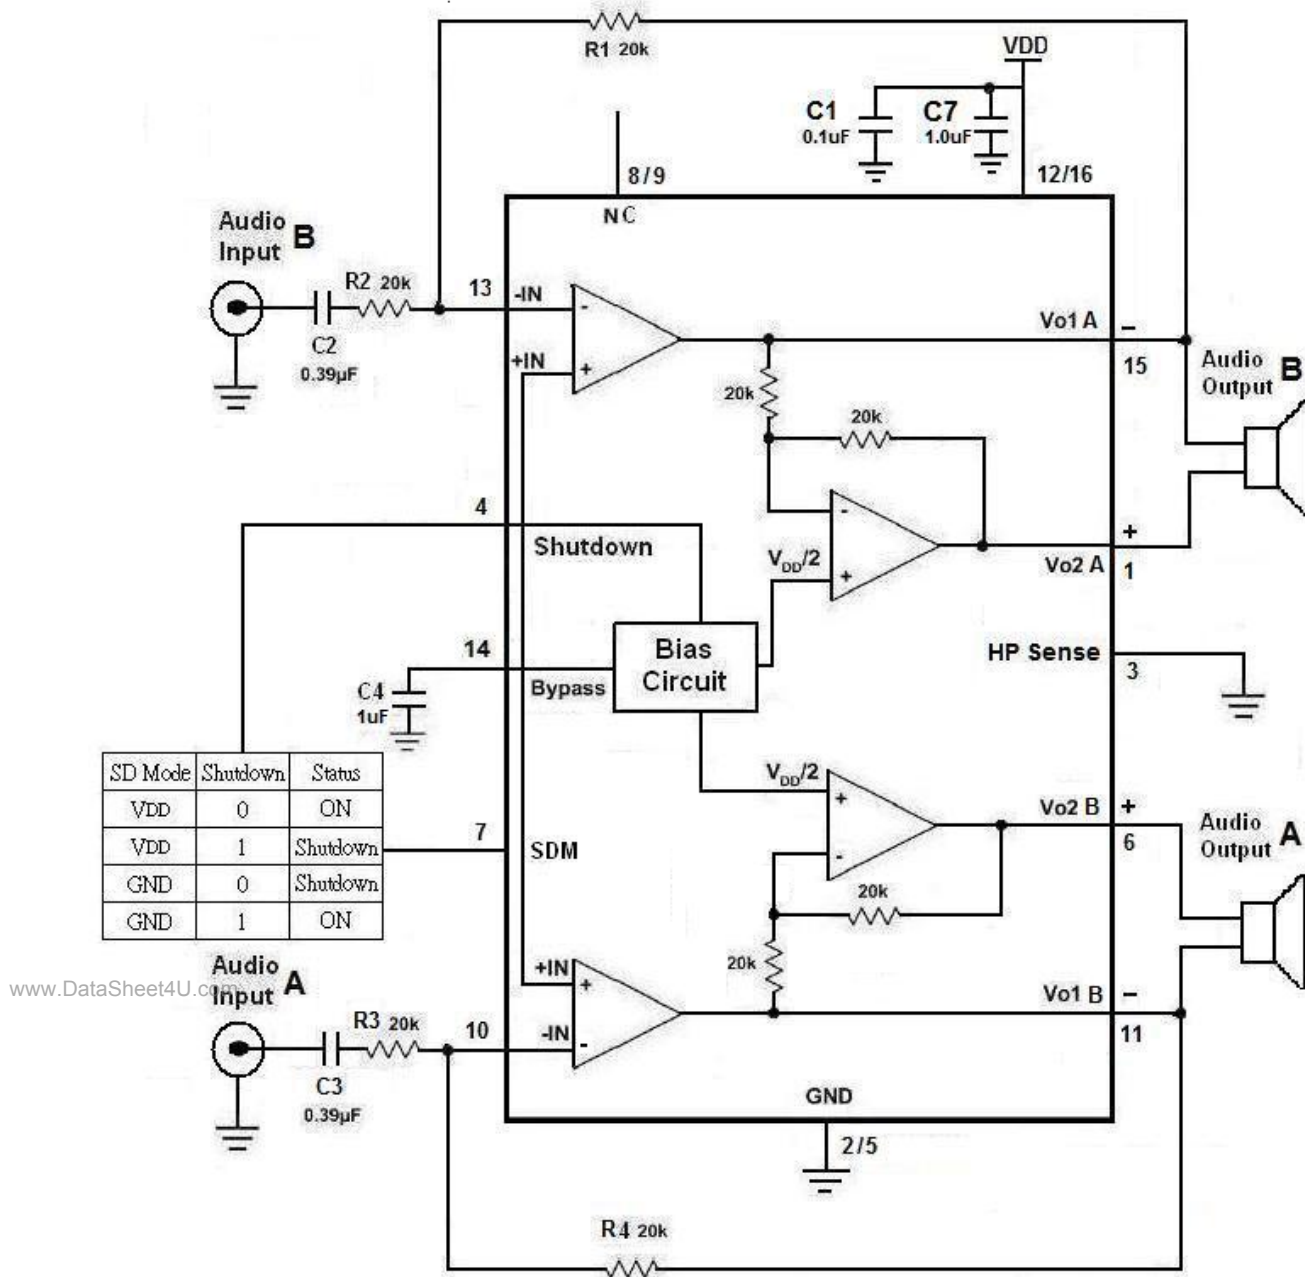 R1 20k
VDD
C1
0.1uF
C7
1.0uF
8/9
12/16
NC
Audio
Input B
R2 20k
13
-IN
-
Vo1 A
-
C2
0.39µF
+IN
+
15
20k
20k
Audio
Output B
4
Shutdown
-
VDD/2
+
+
Vo2 A
1
14
Bias
Circuit
HP Sense
3
C4
1uF
Bypass
SD Mode Shutdown Status
VDD 0 ON
VDD 1 Shutdown
GND 0 Shutdown
GND 1 ON
VDD/2
+
Vo2 B
+
6
7
SDM
-
Audio
Output A
20k
20k
Audio
Input A
www.DataSheet4U.com
+IN
+
Vo1 B
-
R3 20k
10
-IN
-
11
C3
0.39µF
GND
2/5
R4 20k